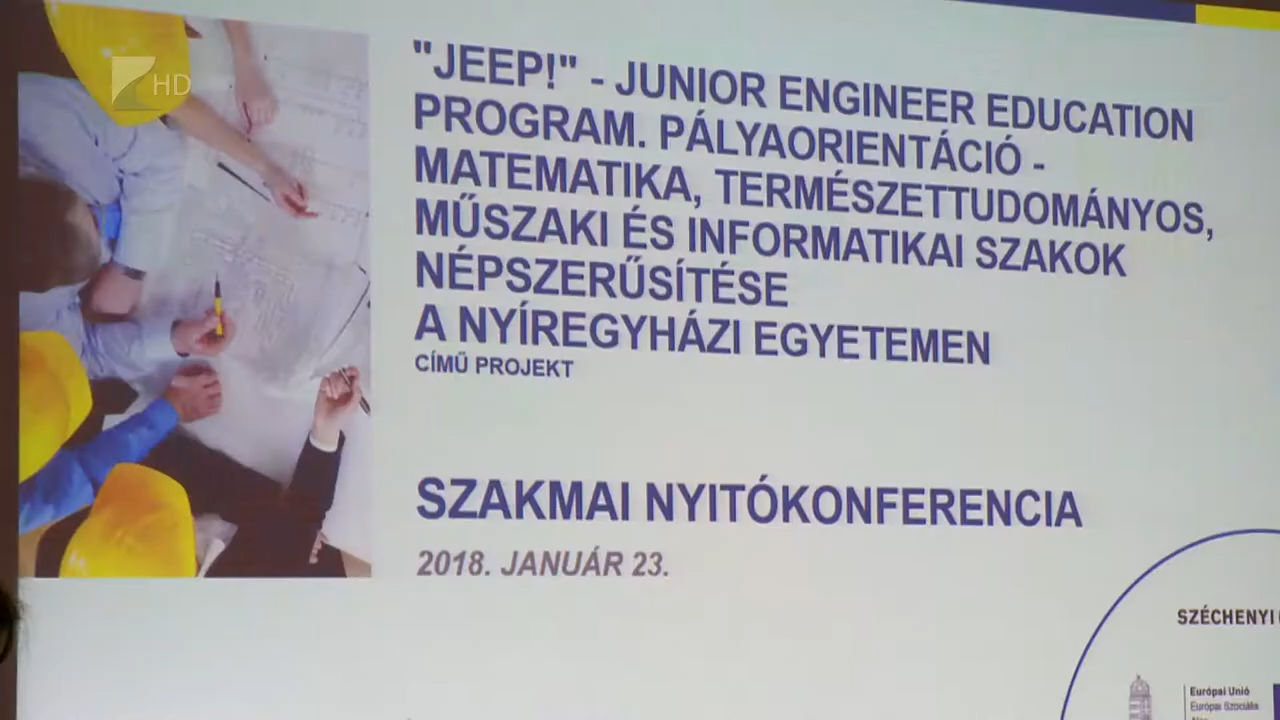 HD
"JEEP!" - JUNIOR ENGINEER EDUCATION
PROGRAM. PÁLYAORIENTÁCIÓ -
MATEMATIKA, TERMÉSZETTUDOMÁNYOS,
MŰSZAKI ÉS INFORMATIKAI SZAKOK
NÉPSZERŰSÍTÉSE
A NYÍREGYHÁZI EGYETEMEN
CÍMŰ PROJEKT
SZAKMAI NYITÓKONFERENCIA
2018. JANUÁR 23.
SZÉCHENYI
Európai Unió
Európai Szociális